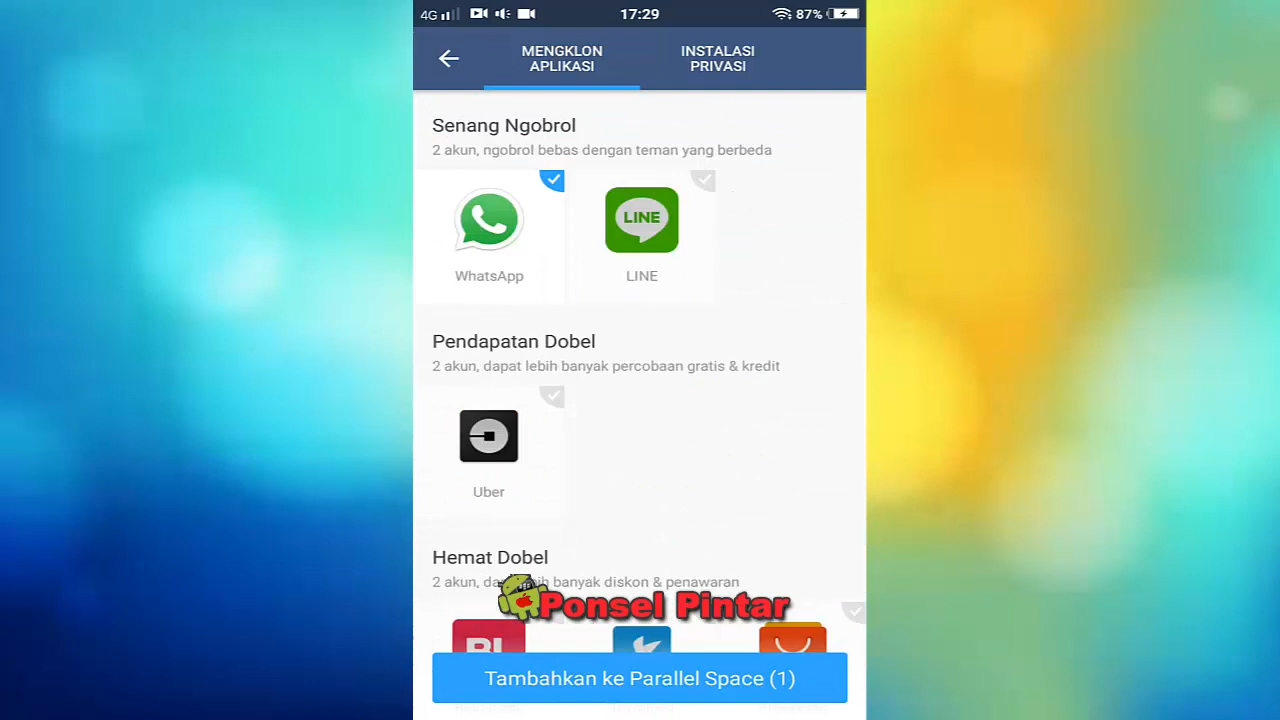 4G 17:29 87%
MENGKLON
APLIKASI
INSTALASI
PRIVASI
Senang Ngobrol
2 akun, ngobrol bebas dengan teman yang berbeda
LINE
WhatsApp LINE
Pendapatan Dobel
2 akun, dapat lebih banyak percobaan gratis & kredit
Uber
Hemat Dobel
2 akun, banyak diskon & penawaran
Ponsel Pintar
Tambahkan ke Parallel Space (1)